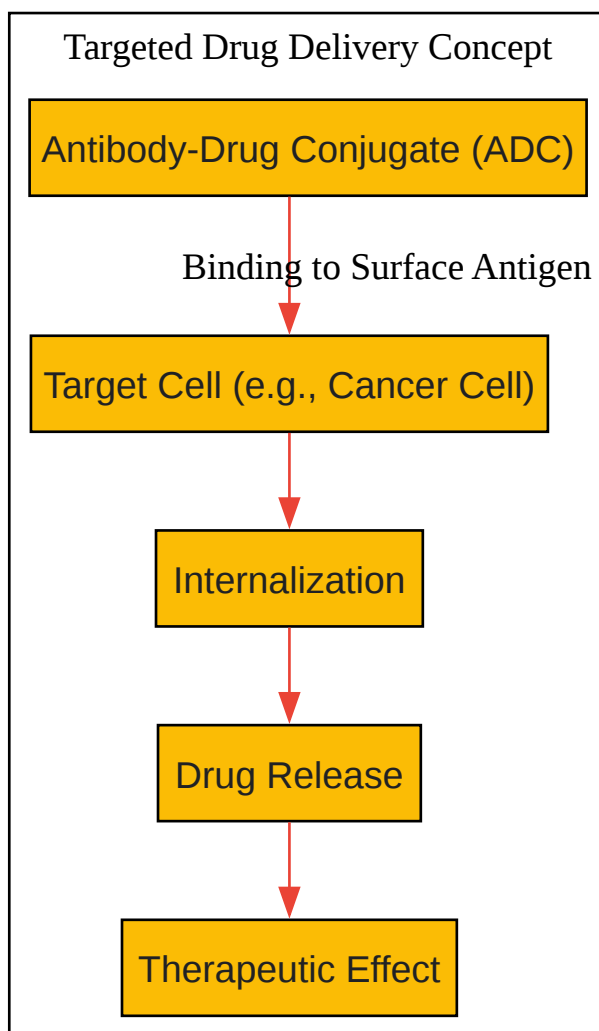 Targeted Drug Delivery Concept
Antibody-Drug Conjugate (ADC)
Binding to Surface Antigen
Target Cell (e.g., Cancer Cell)
Internalization
Drug Release
Therapeutic Effect